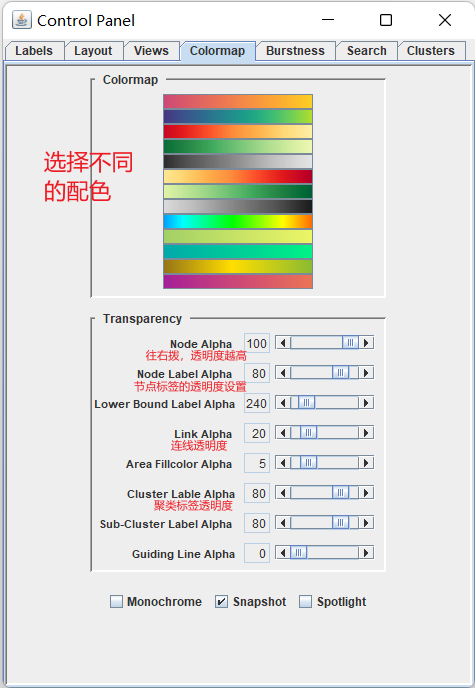 Control Panel
Labels Layout Views Colormap Burstness Search Clusters
Colormap
选择不同
的配色
Transparency
Node Alpha 100
往右拨，透明度越高
Node Label Alpha 80
节点标签的透明度设置
Lower Bound Label Alpha 240
Link Alpha 20
连线透明度
Area Fillcolor Alpha 5
Cluster Lable Alpha 80
聚类标签透明度
Sub-Cluster Label Alpha 80
Guiding Line Alpha 0
Monochrome Snapshot Spotlight